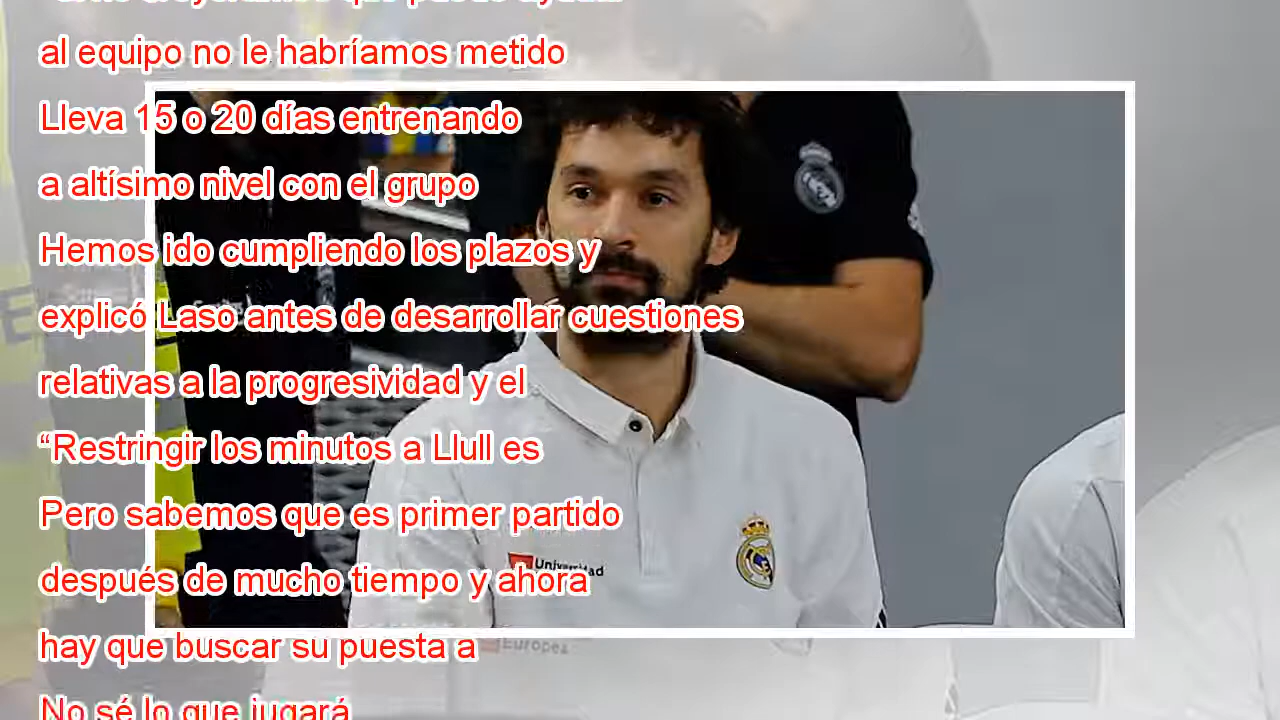 al equipo no le habríamos metido
Lleva 15 o 20 días entrenando
a altísimo nivel con el grupo
Hemos ido cumpliendo los plazos y
explicó Laso antes de desarrollar cuestiones
relativas a la progresividad y el
“Restringir los minutos a Llull es
Pero sabemos que es primer partido
después de mucho tiempo y ahora
hay que buscar su puesta a
No sé lo que jugará
Universidad
Europea